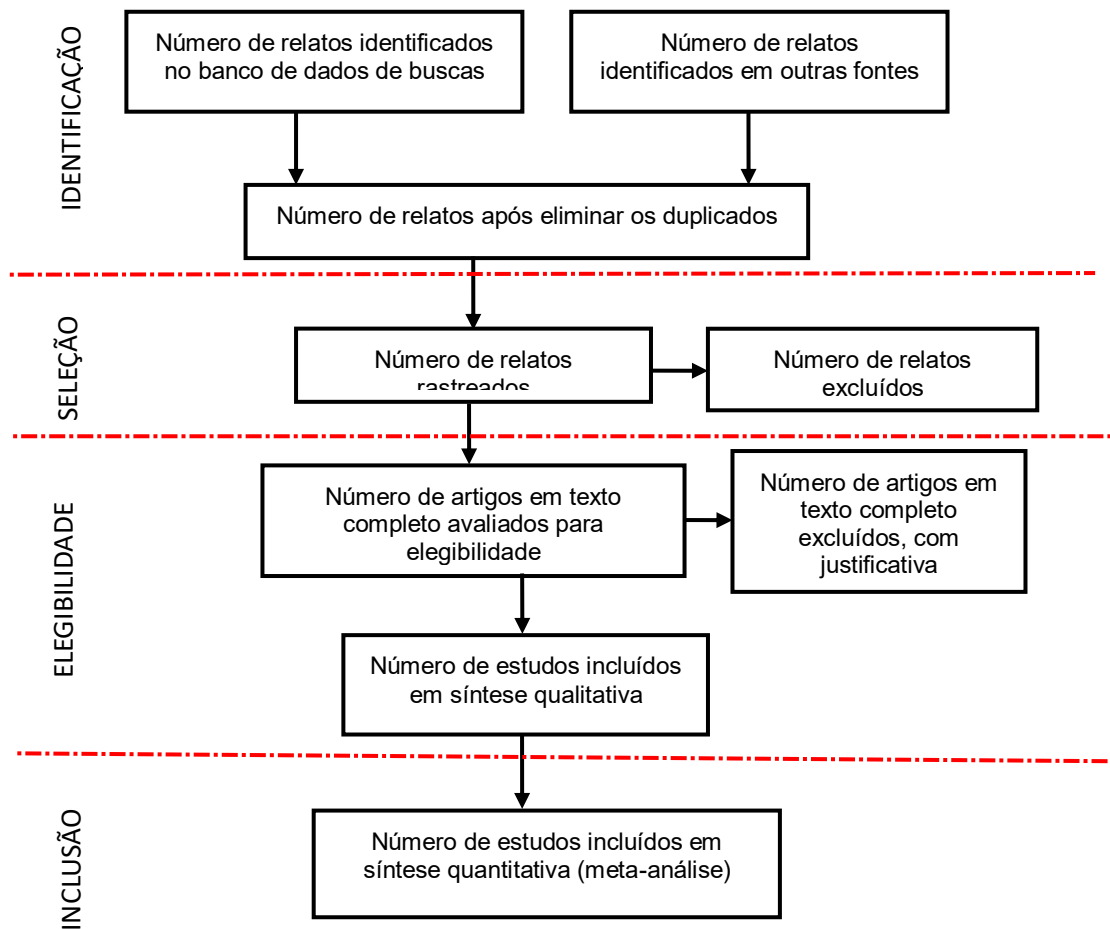 IDENTIFICAÇÃO
Número de relatos identificados
no banco de dados de buscas
Número de relatos
identificados em outras fontes
Número de relatos após eliminar os duplicados
SELEÇÃO
Número de relatos
rastreados
Número de relatos
excluídos
ELEGIBILIDADE
Número de artigos em texto
completo avaliados para
elegibilidade
Número de artigos em
texto completo
excluídos, com
justificativa
Número de estudos incluídos
em síntese qualitativa
INCLUSÃO
Número de estudos incluídos em
síntese quantitativa (meta-análise)